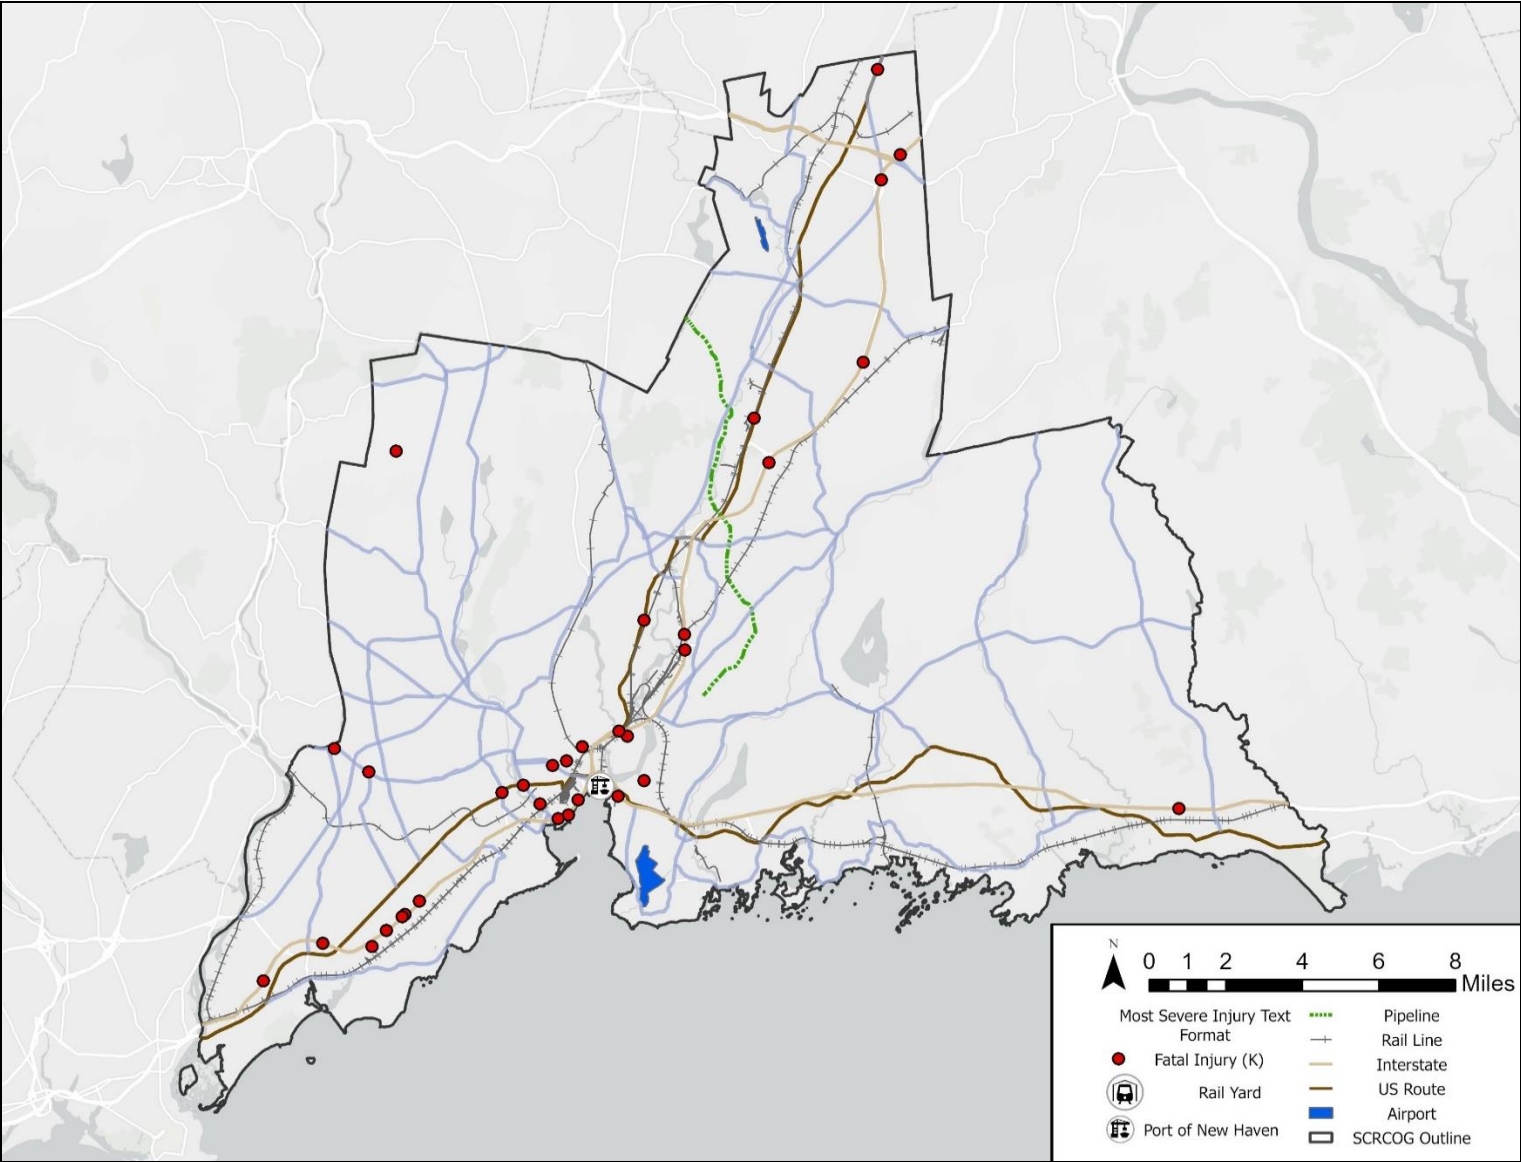 N
0 1 2 4 6 8
Miles
Most Severe Injury Text
Format
Fatal Injury (K)
Rail Yard
Port of New Haven
Pipeline
Rail Line
Interstate
US Route
Airport
SCRCOG Outline